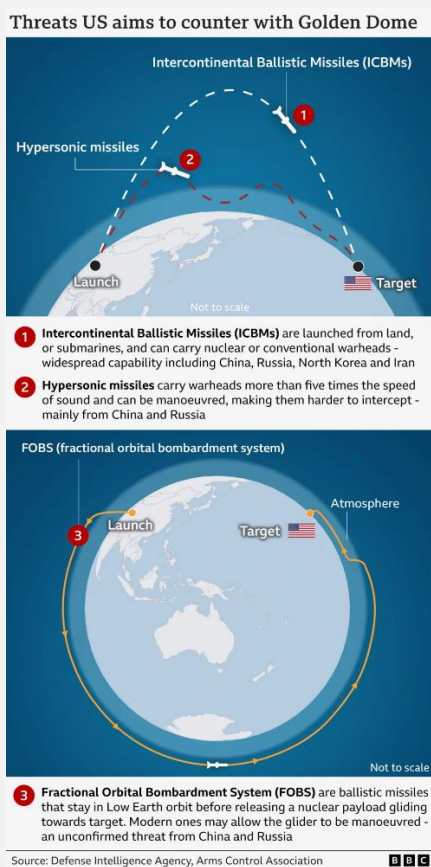 Threats US aims to counter with Golden Dome
Intercontinental Ballistic Missiles (ICBMs)
1
Hypersonic missiles
2
Launch
Target
Not to scale
1 Intercontinental Ballistic Missiles (ICBMs) are launched from land,
or submarines, and can carry nuclear or conventional warheads -
widespread capability including China, Russia, North Korea and Iran
2 Hypersonic missiles carry warheads more than five times the speed
of sound and can be manoeuvred, making them harder to intercept -
mainly from China and Russia
FOBS (fractional orbital bombardment system)
Atmosphere
Launch
Target
3
Not to scale
3 Fractional Orbital Bombardment System (FOBS) are ballistic missiles
that stay in Low Earth orbit before releasing a nuclear payload gliding
towards target. Modern ones may allow the glider to be manoeuvred -
an unconfirmed threat from China and Russia
Source: Defense Intelligence Agency, Arms Control Association
BBC